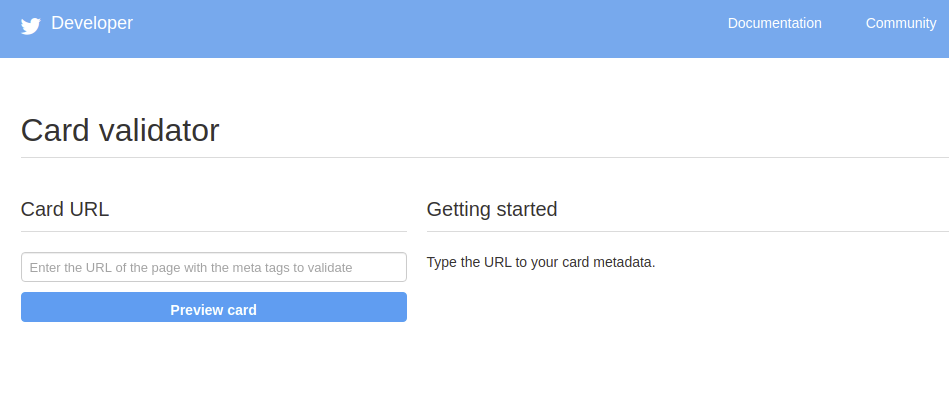 Developer
Documentation
Community
Card validator
Card URL
Getting started
Enter the URL of the page with the meta tags to validate
Type the URL to your card metadata.
Preview card